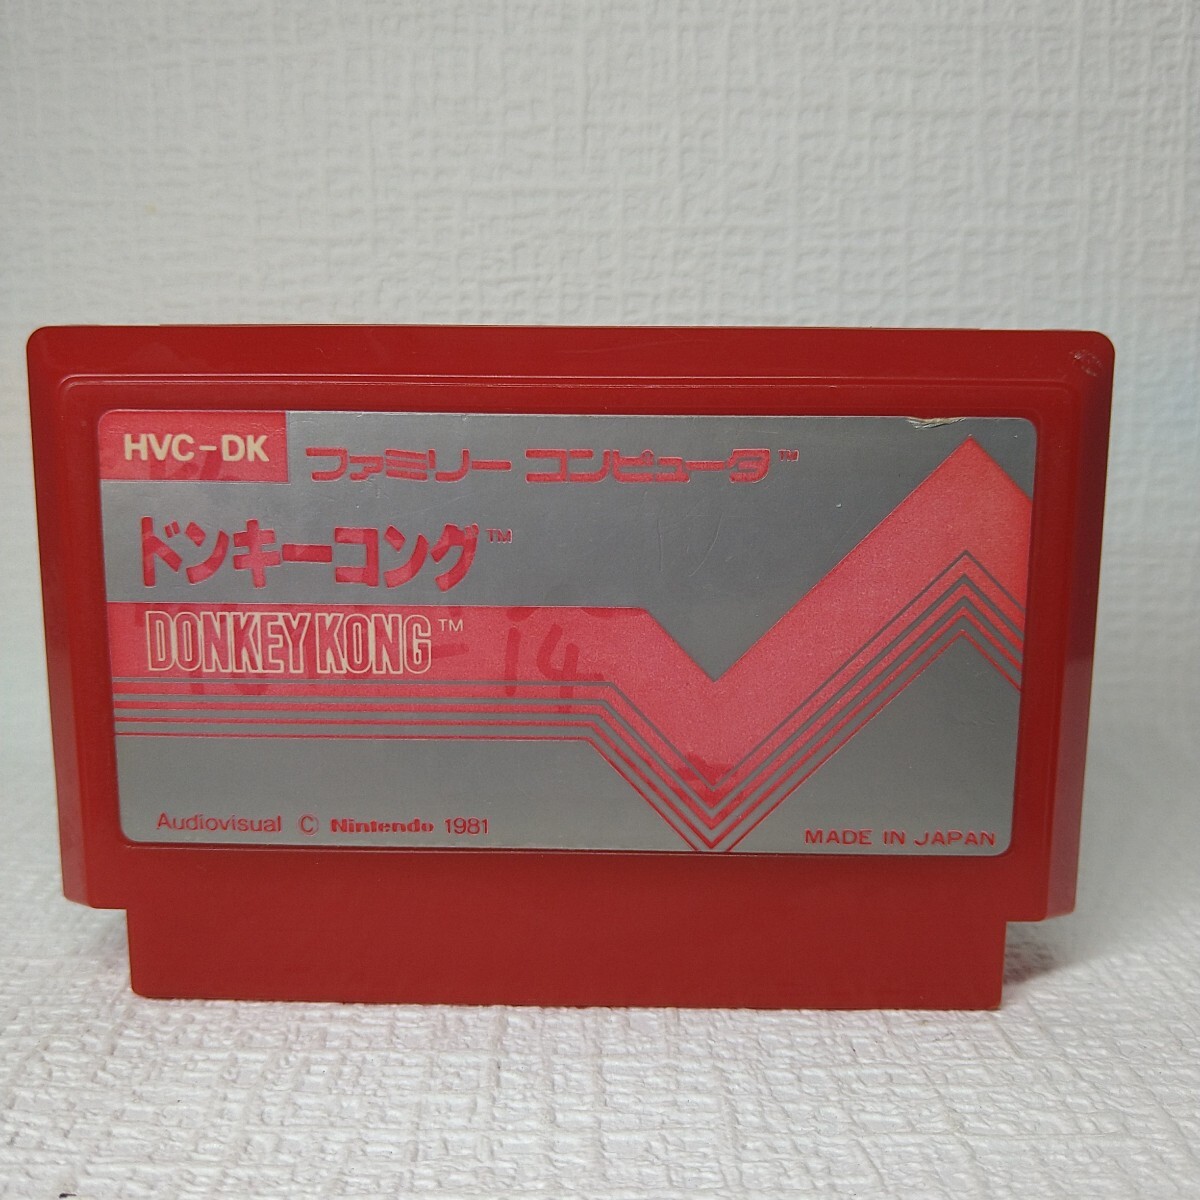 HVC-DK
ファミリー コンピュータ™
ドンキーコング™
DONKEY KONG™
14
Audiovisual © Nintendo 1981
MADE IN JAPAN